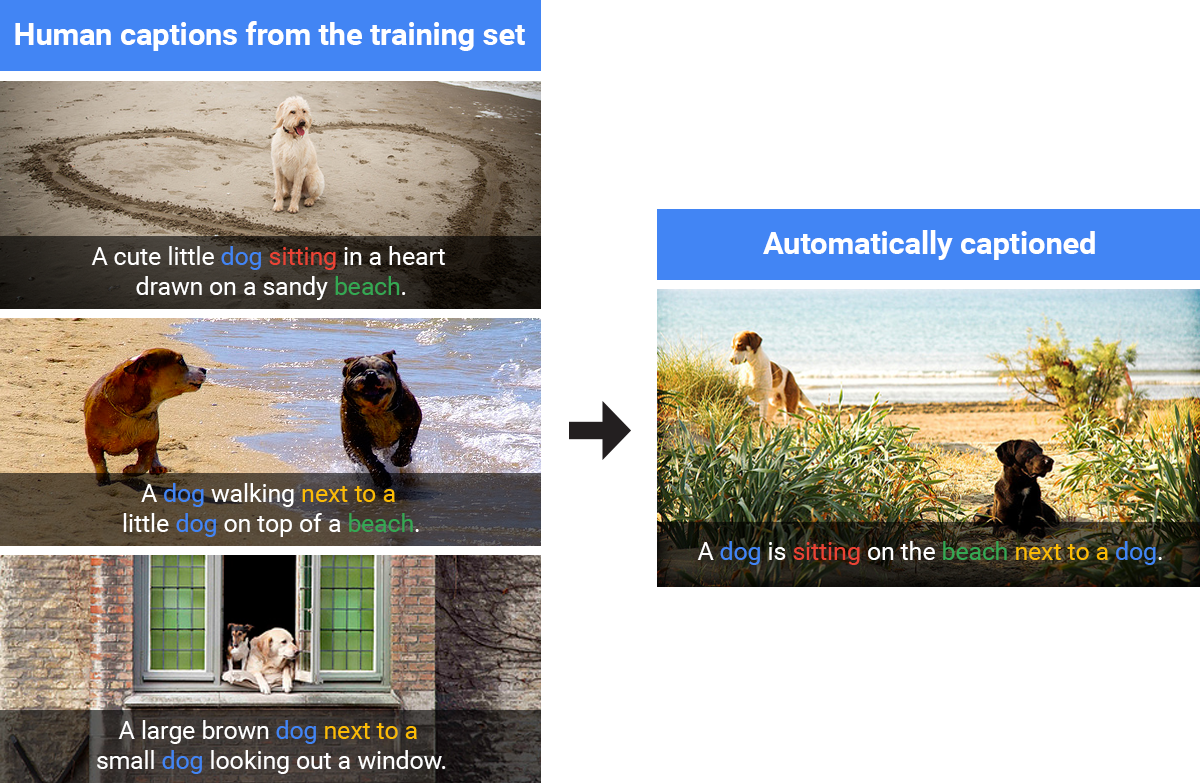 Human captions from the training set
A cute little dog sitting in a heart
drawn on a sandy beach.
A dog walking next to a
little dog on top of a beach.
A large brown dog next to a
small dog looking out a window.
Automatically captioned
A dog is sitting on the beach next to a dog.